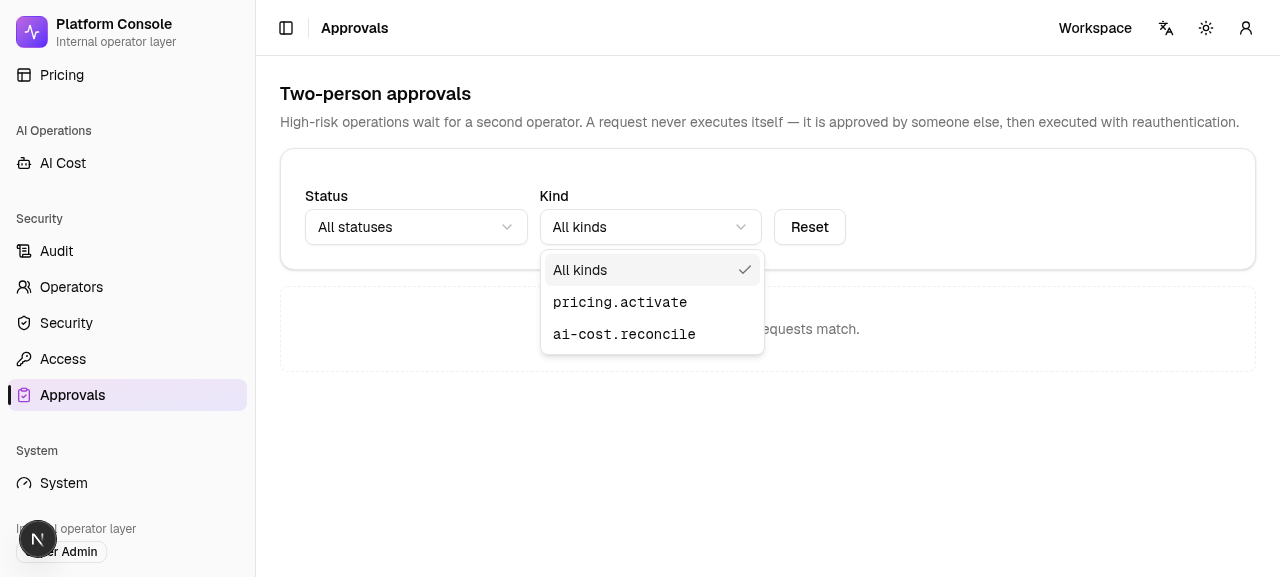 Platform Console
Internal operator layer
Pricing
AI Operations
AI Cost
Security
Audit
Operators
Security
Access
Approvals
System
System
operator layer
Admin
Approvals
Workspace
Two-person approvals
High-risk operations wait for a second operator. A request never executes itself — it is approved by someone else, then executed with reauthentication.
Status
Kind
All statuses
All kinds
Reset
All kinds
pricing.activate
ai-cost.reconcile
match.